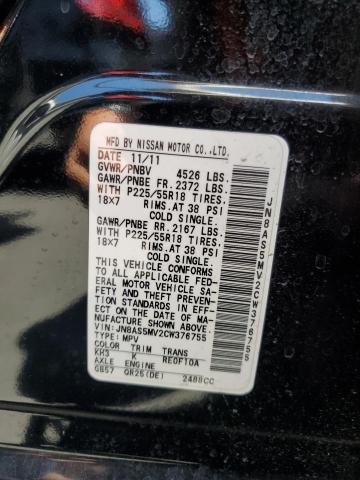 MFD BY NISSAN MOTOR CO.,LTD.
DATE 11/11
GVWR/PNBV 4526 LBS.
GAWR/PNBE FR. 2372 LBS.
WITH P225/55R18 TIRES,
18X7 RIMS.AT 38 PSI
COLD SINGLE.
GAWR/PNBE RR. 2167 LBS.
WITH P225/55R18 TIRES,
18X7 RIMS.AT 38 PSI
COLD SINGLE.
THIS VEHICLE CONFORMS
TO ALL APPLICABLE FED-
ERAL MOTOR VEHICLE SA-
FETY AND THEFT PREVEN-
TION STANDARDS IN EFF-
ECT ON THE DATE OF MA-
NUFACTURE SHOWN ABOVE.
VIN:JN8AS5MV2CW376755
TYPE:MPV
COLOR TRIM TRANS
KH3 K RE0F10A
AXLE ENGINE
GB57 QR25(DE) 2488CC
JN8AS5MV2CW376755